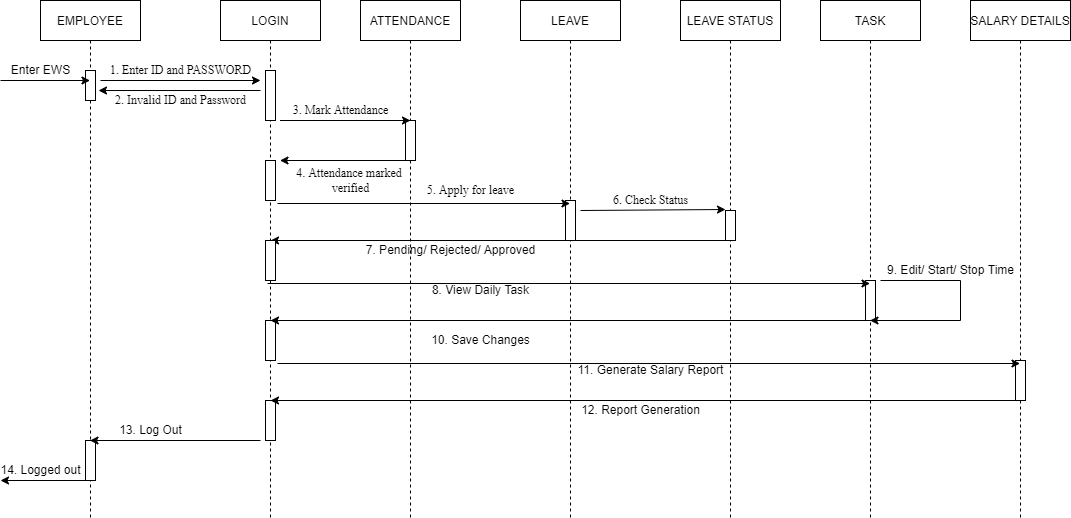 EMPLOYEE
LOGIN
ATTENDANCE
LEAVE
LEAVE STATUS
TASK
SALARY DETAILS
Enter EWS
1. Enter ID and PASSWORD
2. Invalid ID and Password
3. Mark Attendance
4. Attendance marked
verified
5. Apply for leave
6. Check Status
7. Pending/ Rejected/ Approved
8. View Daily Task
9. Edit/ Start/ Stop Time
10. Save Changes
11. Generate Salary Report
12. Report Generation
13. Log Out
14. Logged out